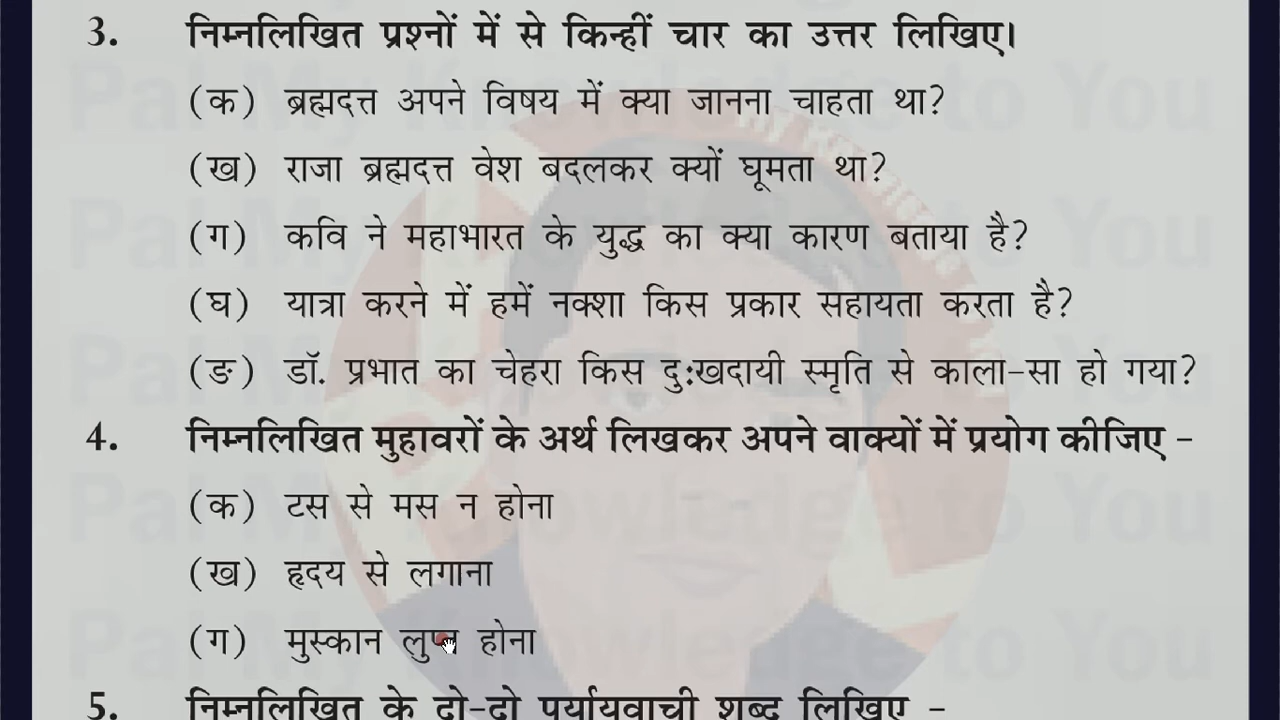 3. निम्नलिखित प्रश्नों में से किन्हीं चार का उत्तर लिखिए।
(क) ब्रह्मदत्त अपने विषय में क्या जानना चाहता था?
(ख) राजा ब्रह्मदत्त वेश बदलकर क्यों घूमता था?
(ग) कवि ने महाभारत के युद्ध का क्या कारण बताया है?
(घ) यात्रा करने में हमें नक्शा किस प्रकार सहायता करता है?
(ङ) डॉ. प्रभात का चेहरा किस दुःखदायी स्मृति से काला-सा हो गया?
4. निम्नलिखित मुहावरों के अर्थ लिखकर अपने वाक्यों में प्रयोग कीजिए -
(क) टस से मस न होना
(ख) हृदय से लगाना
(ग) मुस्कान लुप्त होना
5. निम्नलिखित के दो-दो पर्यायवाची शब्द लिखिए -